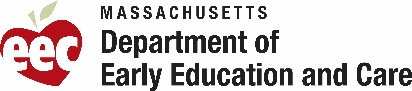 eec
MASSACHUSETTS
Department of
Early Education and Care